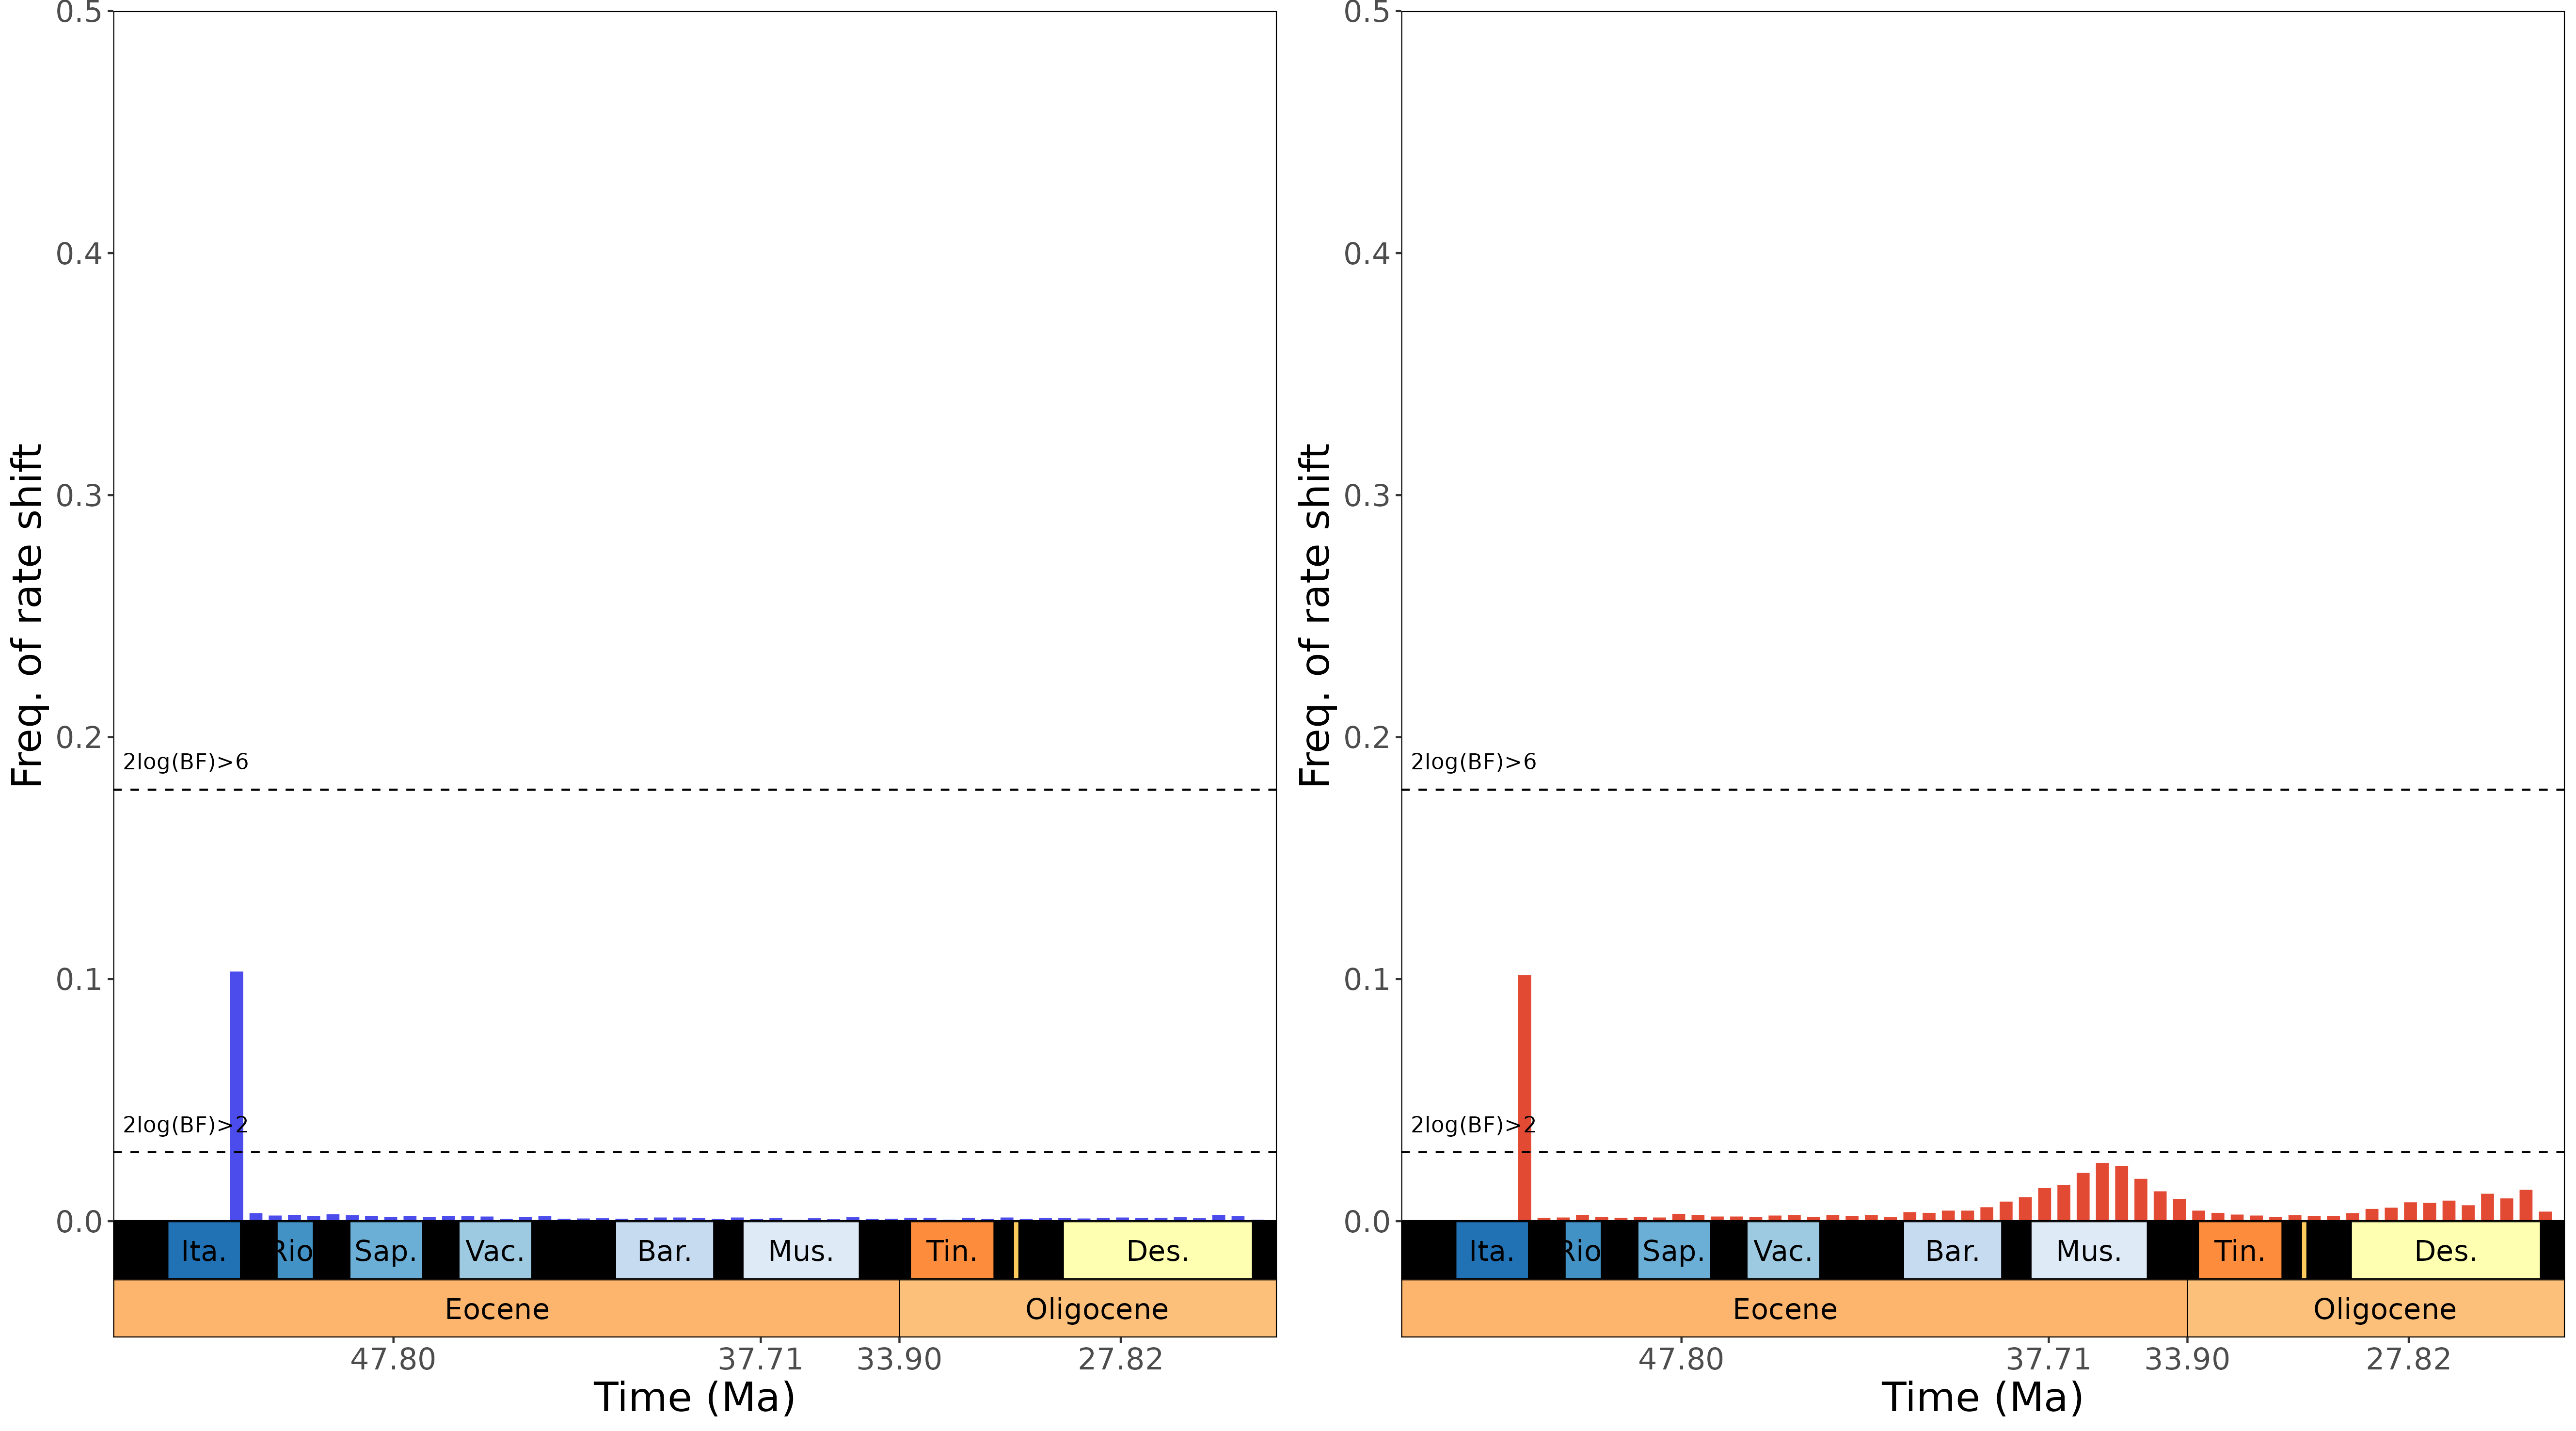 0.5
0.4
0.3
0.2
0.1
0.0
Freq. of rate shift
2log(BF)>6
2log(BF)>2
Ita. Rio Sap. Vac. Bar. Mus. Tin. Des.
Eocene Oligocene
47.80 37.71 33.90 27.82
Time (Ma)
0.5
0.4
0.3
0.2
0.1
0.0
Freq. of rate shift
2log(BF)>6
2log(BF)>2
Ita. Rio Sap. Vac. Bar. Mus. Tin. Des.
Eocene Oligocene
47.80 37.71 33.90 27.82
Time (Ma)